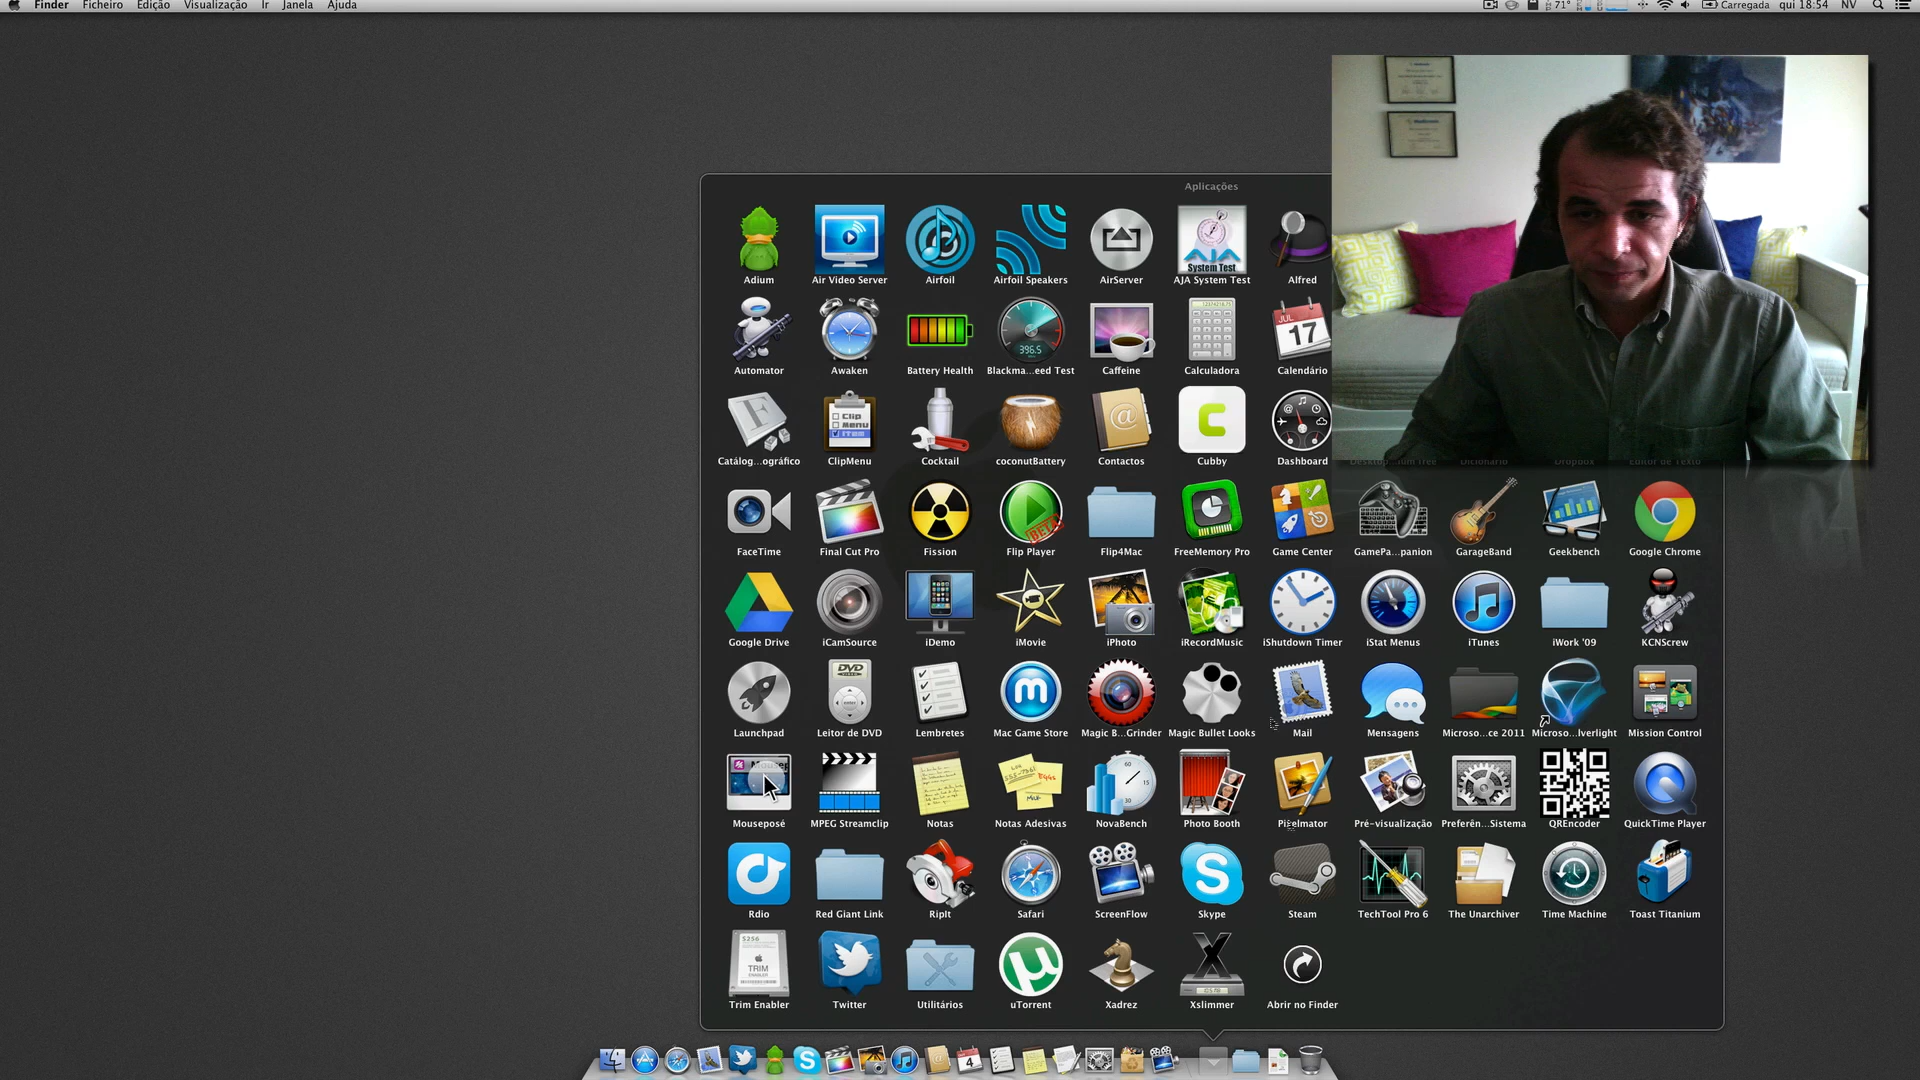 Finder Ficheiro Edição Visualização Ir Janela Ajuda
71° Carregada qui 18:54 NV
Aplicações
Adium Air Video Server Airfoil Airfoil Speakers AirServer AJA System Test Alfred
Automator Awaken Battery Health Blackma...eed Test Caffeine Calculadora Calendário
Catálog...ográfico ClipMenu Cocktail coconutBattery Contactos Cubby Dashboard
FaceTime Final Cut Pro Fission Flip Player Flip4Mac FreeMemory Pro Game Center GamePa...panion GarageBand Geekbench Google Chrome
Google Drive iCamSource iDemo iMovie iPhoto iRecordMusic iShutdown Timer iStat Menus iTunes iWork '09 KCNScrew
Launchpad Leitor de DVD Lembretes Mac Game Store Magic B...Grinder Magic Bullet Looks Mail Mensagens Microso...ce 2011 Microso...lverlight Mission Control
Mouseposé MPEG Streamclip Notas Notas Adesivas NovaBench Photo Booth Pixelmator Pré-visualização Preferên...Sistema QREncoder QuickTime Player
Rdio Red Giant Link RipIt Safari ScreenFlow Skype Steam TechTool Pro 6 The Unarchiver Time Machine Toast Titanium
Trim Enabler Twitter Utilitários uTorrent Xadrez Xslimmer Abrir no Finder